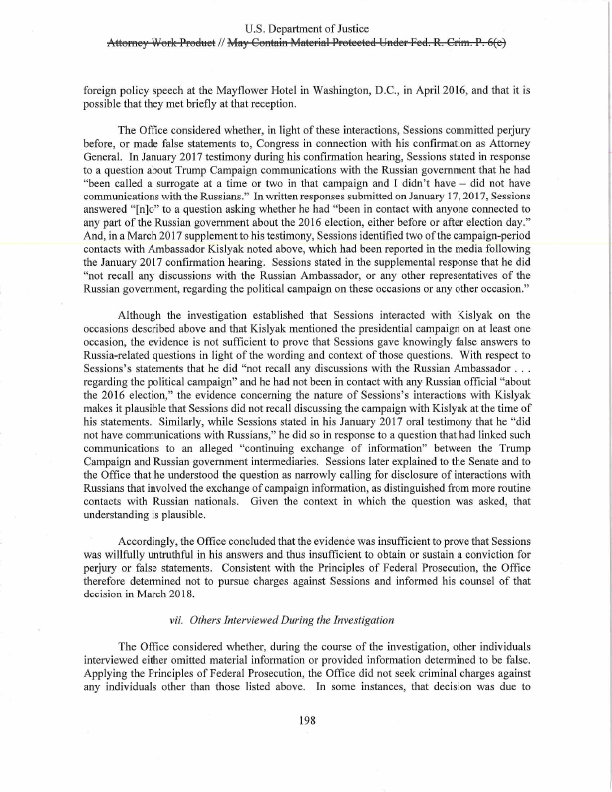 U.S. Department of Justice
Attorney Work Product // May Contain Material Protected Under Fed. R. Crim. P. 6(e)
foreign policy speech at the Mayflower Hotel in Washington, D.C., in April 2016, and that it is
possible that they met briefly at that reception.
The Office considered whether, in light of these interactions, Sessions committed perjury
before, or made false statements to, Congress in connection with his confirmation as Attorney
General. In January 2017 testimony during his confirmation hearing, Sessions stated in response
to a question about Trump Campaign communications with the Russian government that he had
“been called a surrogate at a time or two in that campaign and I didn’t have – did not have
communications with the Russians.” In written responses submitted on January 17, 2017, Sessions
answered “[n]o” to a question asking whether he had “been in contact with anyone connected to
any part of the Russian government about the 2016 election, either before or after election day.”
And, in a March 2017 supplement to his testimony, Sessions identified two of the campaign-period
contacts with Ambassador Kislyak noted above, which had been reported in the media following
the January 2017 confirmation hearing. Sessions stated in the supplemental response that he did
“not recall any discussions with the Russian Ambassador, or any other representatives of the
Russian government, regarding the political campaign on these occasions or any other occasion.”
Although the investigation established that Sessions interacted with Kislyak on the
occasions described above and that Kislyak mentioned the presidential campaign on at least one
occasion, the evidence is not sufficient to prove that Sessions gave knowingly false answers to
Russia-related questions in light of the wording and context of those questions. With respect to
Sessions’s statements that he did “not recall any discussions with the Russian Ambassador . . .
regarding the political campaign” and he had not been in contact with any Russian official “about
the 2016 election,” the evidence concerning the nature of Sessions’s interactions with Kislyak
makes it plausible that Sessions did not recall discussing the campaign with Kislyak at the time of
his statements. Similarly, while Sessions stated in his January 2017 oral testimony that he “did
not have communications with Russians,” he did so in response to a question that had linked such
communications to an alleged “continuing exchange of information” between the Trump
Campaign and Russian government intermediaries. Sessions later explained to the Senate and to
the Office that he understood the question as narrowly calling for disclosure of interactions with
Russians that involved the exchange of campaign information, as distinguished from more routine
contacts with Russian nationals. Given the context in which the question was asked, that
understanding is plausible.
Accordingly, the Office concluded that the evidence was insufficient to prove that Sessions
was willfully untruthful in his answers and thus insufficient to obtain or sustain a conviction for
perjury or false statements. Consistent with the Principles of Federal Prosecution, the Office
therefore determined not to pursue charges against Sessions and informed his counsel of that
decision in March 2018.
vii. Others Interviewed During the Investigation
The Office considered whether, during the course of the investigation, other individuals
interviewed either omitted material information or provided information determined to be false.
Applying the Principles of Federal Prosecution, the Office did not seek criminal charges against
any individuals other than those listed above. In some instances, that decision was due to
198